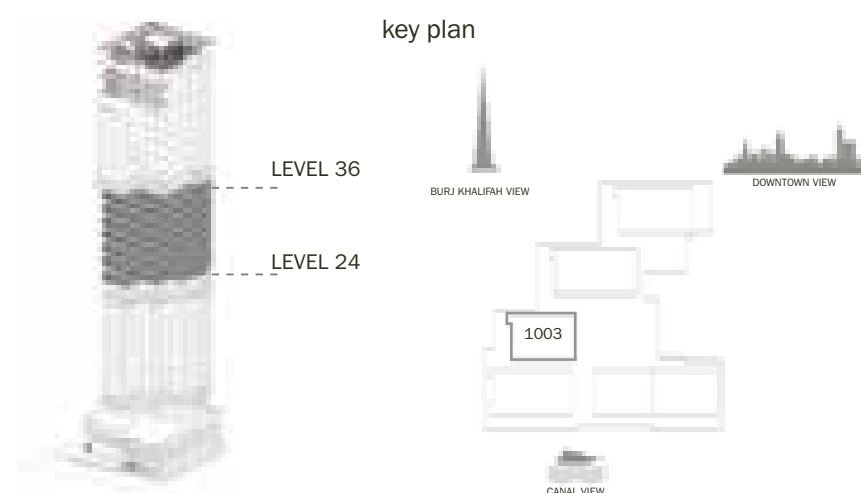 key plan
LEVEL 36
LEVEL 24
BURJ KHALIFAH VIEW
DOWNTOWN VIEW
1003
CANAL VIEW